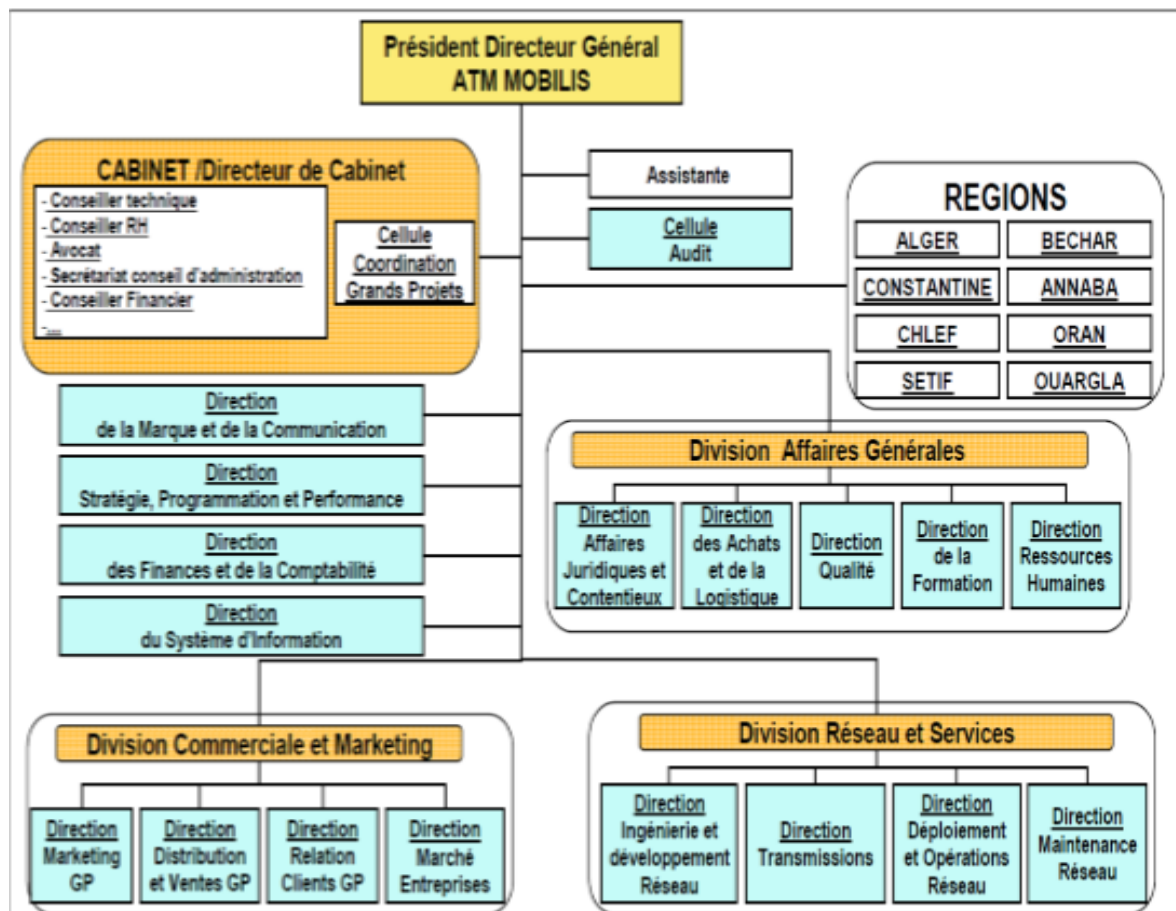 Président Directeur Général
ATM MOBILIS
CABINET /Directeur de Cabinet
- Conseiller technique
- Conseiller RH
- Avocat
- Secrétariat conseil d'administration
- Conseiller Financier
-...
Cellule
Coordination
Grands Projets
Assistante
Cellule
Audit
REGIONS
ALGER
BECHAR
CONSTANTINE
ANNABA
CHLEF
ORAN
SETIF
OUARGLA
Direction
de la Marque et de la Communication
Direction
Stratégie, Programmation et Performance
Direction
des Finances et de la Comptabilité
Direction
du Système d'Information
Division Affaires Générales
Direction
Affaires
Juridiques et
Contentieux
Direction
des Achats
et de la
Logistique
Direction
Qualité
Direction
de la
Formation
Direction
Ressources
Humaines
Division Commerciale et Marketing
Direction
Marketing
GP
Direction
Distribution
et Ventes GP
Direction
Relation
Clients GP
Direction
Marché
Entreprises
Division Réseau et Services
Direction
Ingénierie et
développement
Réseau
Direction
Transmissions
Direction
Déploiement
et Opérations
Réseau
Direction
Maintenance
Réseau